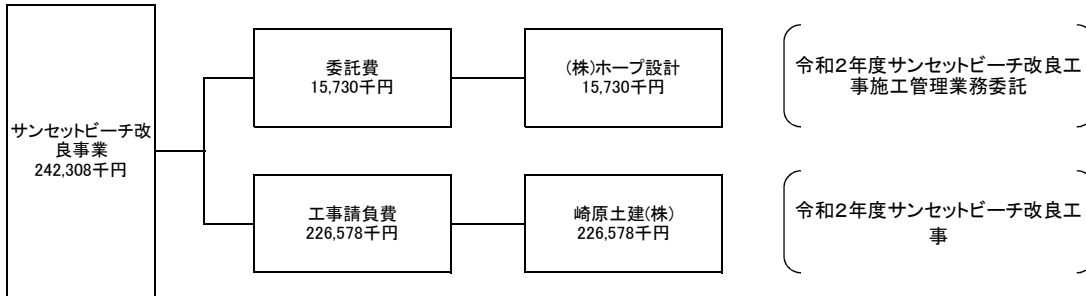 サンセットビーチ改
良事業
242,308千円
委託費
15,730千円
(株)ホープ設計
15,730千円
令和2年度サンセットビーチ改良工
事施工管理業務委託
工事請負費
226,578千円
崎原土建(株)
226,578千円
令和2年度サンセットビーチ改良工
事